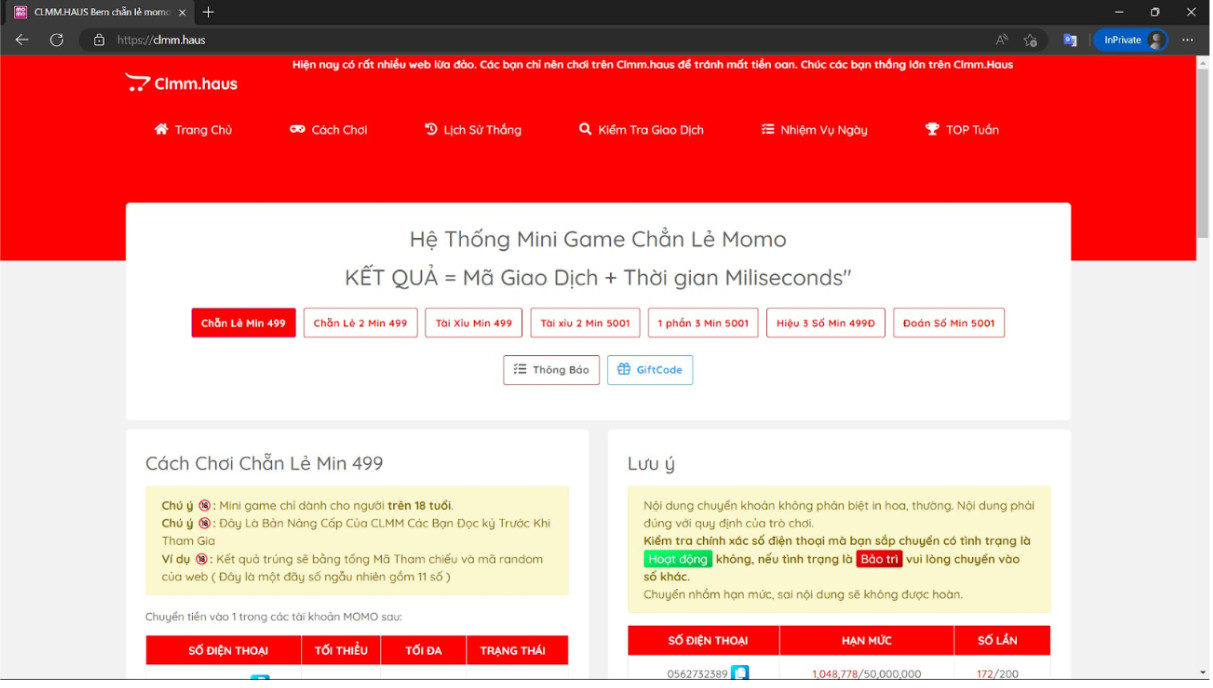 CLMM.HAUS Bem chẵn lẻ momo
https://clmm.haus
InPrivate
Hiện nay có rất nhiều web lừa đảo. Các bạn chỉ nên chơi trên Clmm.haus để tránh mất tiền oan. Chúc các bạn thắng lớn trên Clmm.Haus
Clmm.haus
Trang Chủ
Cách Chơi
Lịch Sử Thắng
Kiểm Tra Giao Dịch
Nhiệm Vụ Ngày
TOP Tuần
Hệ Thống Mini Game Chẵn Lẻ Momo
KẾT QUẢ = Mã Giao Dịch + Thời gian Miliseconds"
Chẵn Lẻ Min 499
Chẵn Lẻ 2 Min 499
Tài Xỉu Min 499
Tài xỉu 2 Min 5001
1 phần 3 Min 5001
Hiệu 3 Số Min 499Đ
Đoán Số Min 5001
Thông Báo
GiftCode
Cách Chơi Chẵn Lẻ Min 499
Chú ý 🔞: Mini game chỉ dành cho người trên 18 tuổi.
Chú ý 🔞: Đây Là Bản Nâng Cấp Của CLMM Các Bạn Đọc kỷ Trước Khi
Tham Gia
Ví dụ 🔞: Kết quả trúng sẽ bằng tổng Mã Tham chiếu và mã random
của web ( Đây là một đãy số ngẫu nhiên gồm 11 số )
Chuyển tiền vào 1 trong các tài khoản MOMO sau:
SỐ ĐIỆN THOẠI
TỐI THIỂU
TỐI ĐA
TRẠNG THÁI
Lưu ý
Nội dung chuyển khoản không phân biệt in hoa, thường. Nội dung phải
đúng với quy định của trò chơi.
Kiểm tra chính xác số điện thoại mà bạn sắp chuyển có tình trạng là
Hoạt động không, nếu tình trạng là Bảo trì vui lòng chuyển vào
số khác.
Chuyển nhầm hạn mức, sai nội dung sẽ không được hoàn.
SỐ ĐIỆN THOẠI
HẠN MỨC
SỐ LẦN
0562732389
1,048,778/50,000,000
172/200